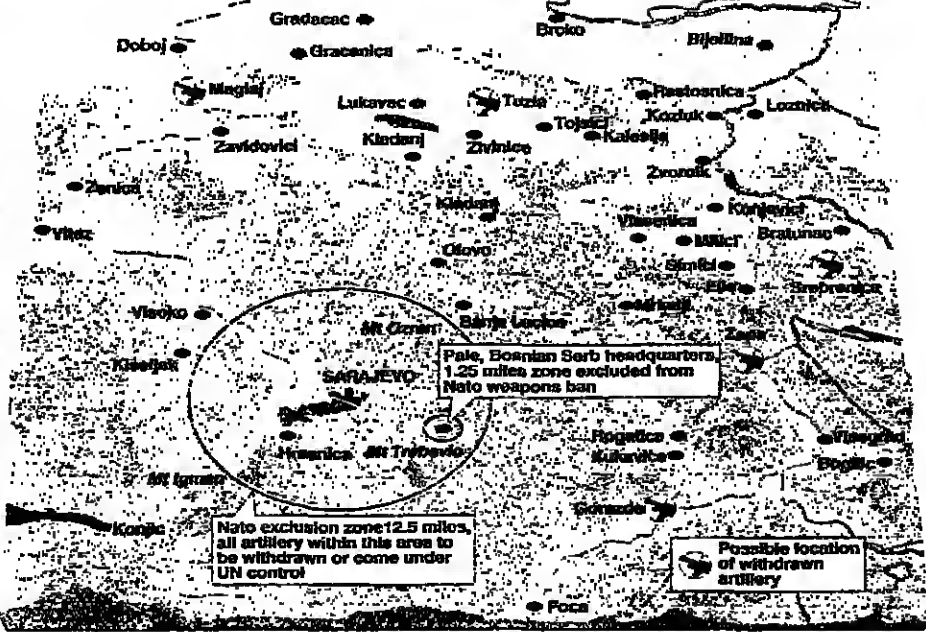 Gradacac
Brcko
Doboj
Gracanica
Bijeljina
Maglaj
Lukavac
Tuzla
Rastosnica
Kozluk
Loznica
Zavidovici
Kladanj
Zivinice
Tojsici
Kalesija
Zvornik
Zenica
Kladanj
Konjevici
Vitez
Vlasenica
Milici
Bratunac
Olovo
Simici
Srebrenica
Visoko
Mt Ozren
Banja
Zepa
Kiseljak
Pale, Bosnian Serb headquarters,
1.25 miles zone excluded from
Nato weapons ban
SARAJEVO
Hrasnica
Mt Trebevic
Rogatica
Kukavice
Visegrad
Mt Igman
Gorazde
Konjic
Nato exclusion zone 12.5 miles,
all artillery within this area to
be withdrawn or come under
UN control
Possible location
of withdrawn
artillery
Foca